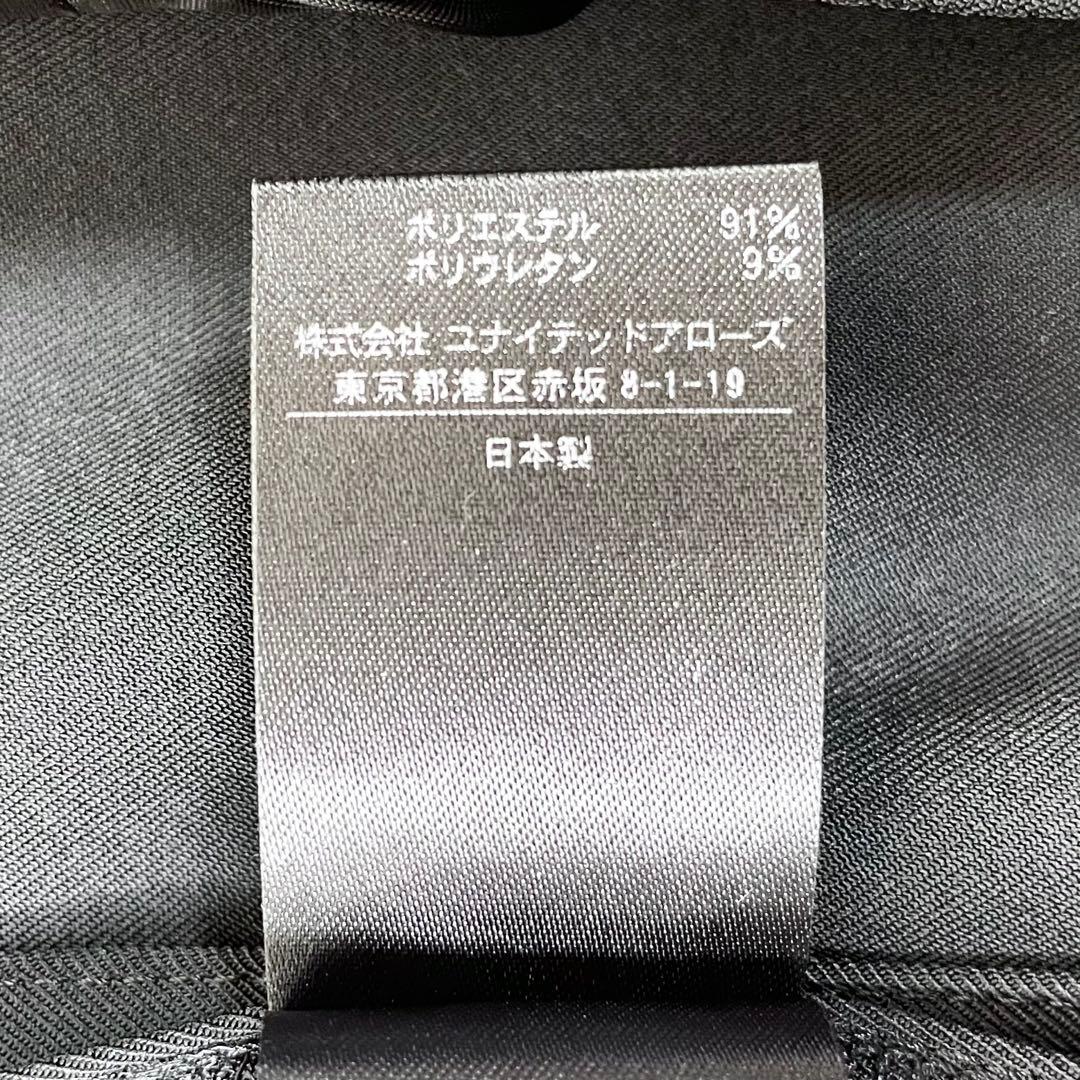 ポリエステル 91%
ポリウレタン 9%
株式会社 ユナイテッドアローズ
東京都港区赤坂 8-1-19
日本製